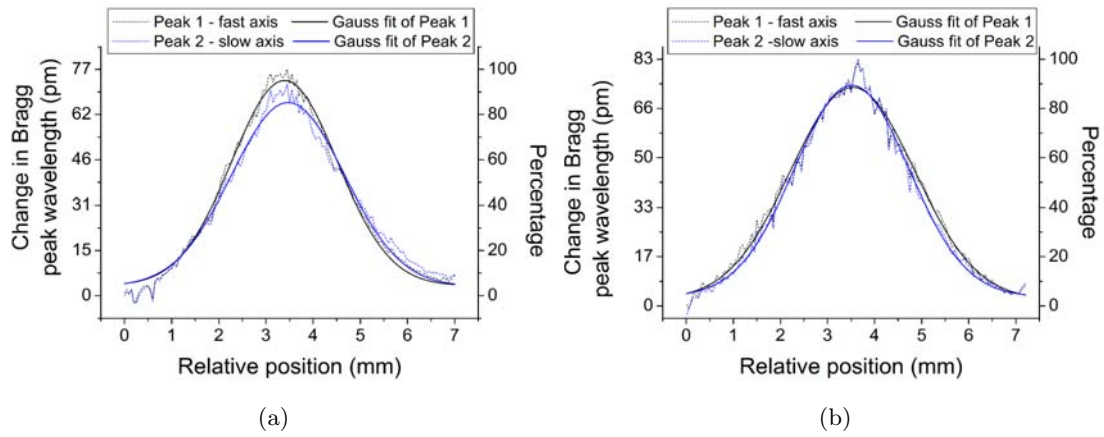 Peak 1 - fast axis Gauss fit of Peak 1
Peak 2 - slow axis Gauss fit of Peak 2
Change in Bragg
peak wavelength (pm)
77
62
46
31
15
0
100
80
60
40
20
0
Percentage
0 1 2 3 4 5 6 7
Relative position (mm)
(a)
Peak 1 - fast axis Gauss fit of Peak 1
Peak 2 -slow axis Gauss fit of Peak 2
Change in Bragg
peak wavelength (pm)
83
66
50
33
17
0
100
80
60
40
20
0
Percentage
0 1 2 3 4 5 6 7
Relative position (mm)
(b)